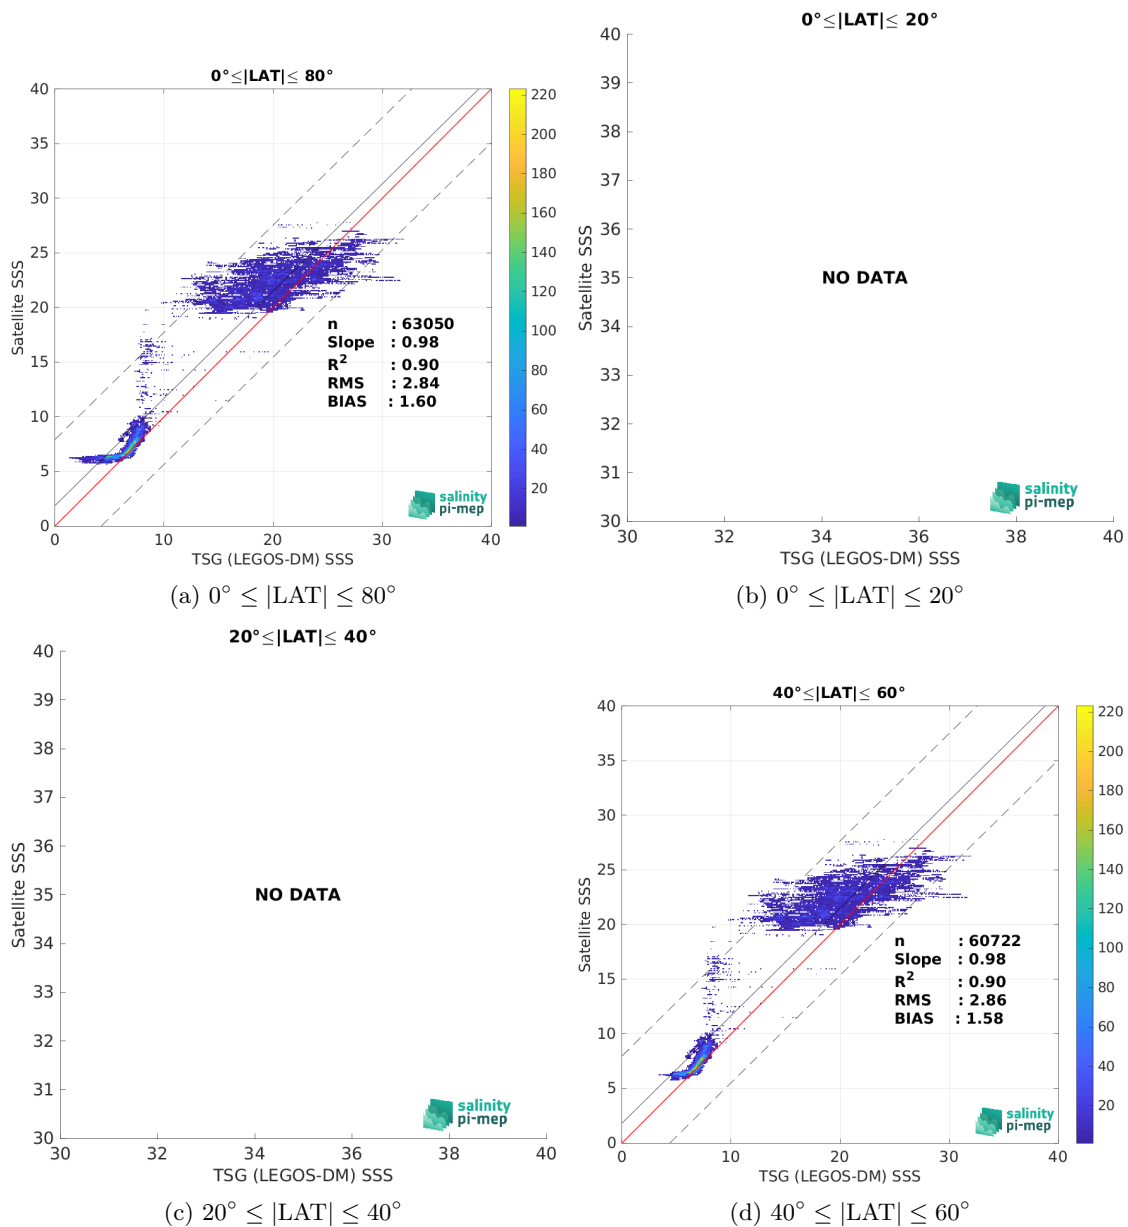 0°≤|LAT|≤ 80°
40
35
30
25
20
15
10
5
0
Satellite SSS
0
10
20
30
40
TSG (LEGOS-DM) SSS
n : 63050
Slope : 0.98
R² : 0.90
RMS : 2.84
BIAS : 1.60
salinity
pi-mep
220
200
180
160
140
120
100
80
60
40
20
(a) 0° ≤ |LAT| ≤ 80°
0°≤|LAT|≤ 20°
40
39
38
37
36
35
34
33
32
31
30
Satellite SSS
NO DATA
30
32
34
36
38
40
TSG (LEGOS-DM) SSS
salinity
pi-mep
(b) 0° ≤ |LAT| ≤ 20°
20°≤|LAT|≤ 40°
40
39
38
37
36
35
34
33
32
31
30
Satellite SSS
NO DATA
30
32
34
36
38
40
TSG (LEGOS-DM) SSS
salinity
pi-mep
(c) 20° ≤ |LAT| ≤ 40°
40°≤|LAT|≤ 60°
40
35
30
25
20
15
10
5
0
Satellite SSS
0
10
20
30
40
TSG (LEGOS-DM) SSS
n : 60722
Slope : 0.98
R² : 0.90
RMS : 2.86
BIAS : 1.58
salinity
pi-mep
220
200
180
160
140
120
100
80
60
40
20
(d) 40° ≤ |LAT| ≤ 60°